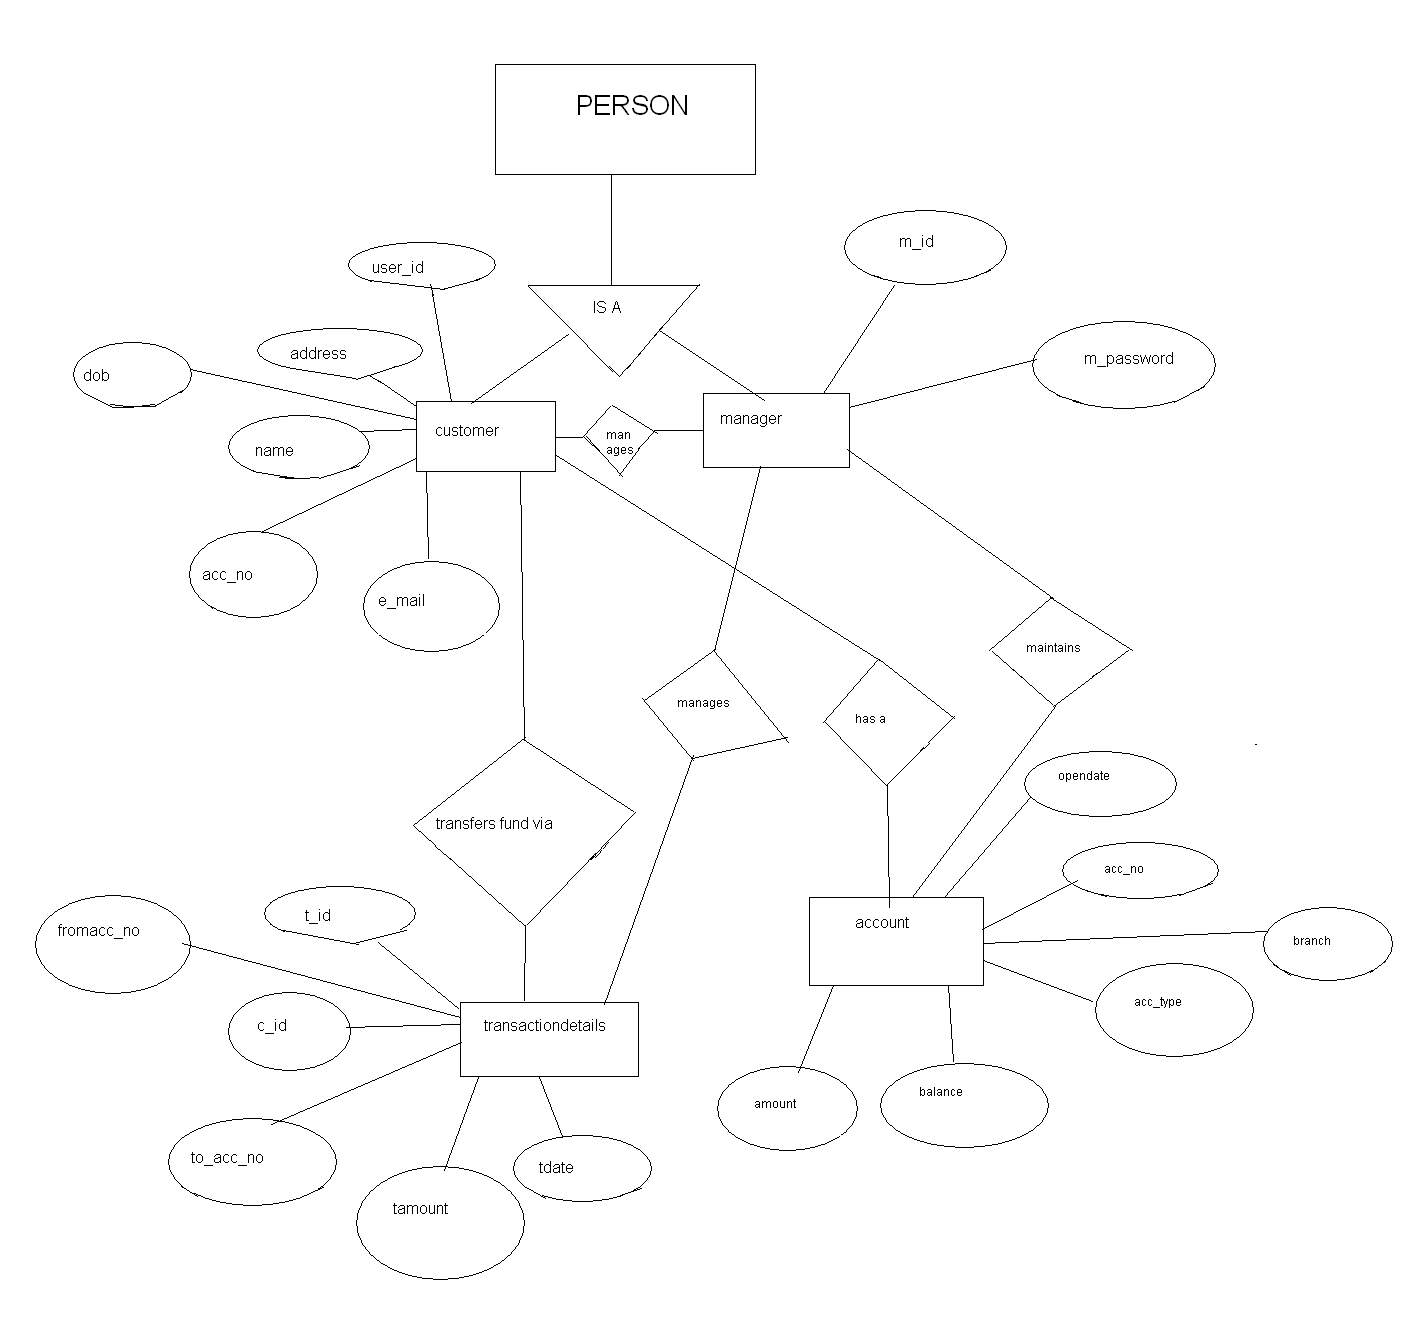 PERSON
m_id
user_id
IS A
address
m_password
dob
manager
customer
man
ages
name
acc_no
e_mail
maintains
manages
has a
opendate
transfers fund via
acc_no
t_id
account
fromacc_no
branch
acc_type
c_id
transactiondetails
balance
amount
to_acc_no
tdate
tamount